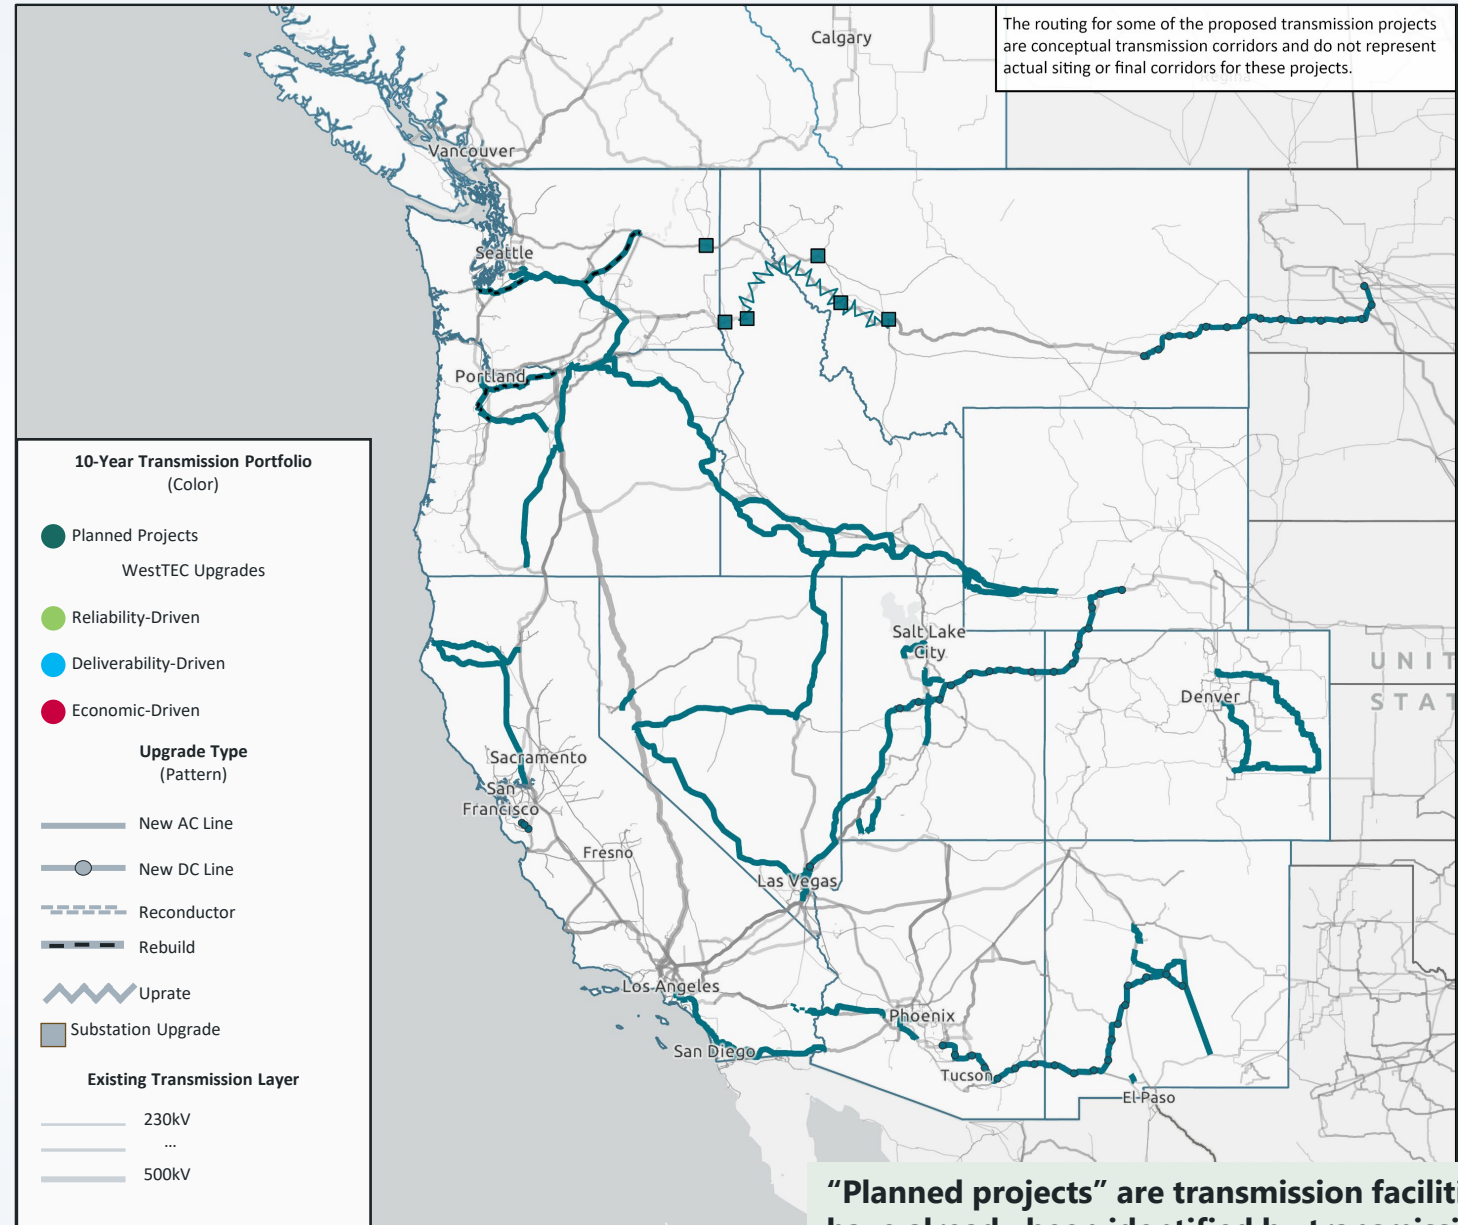 The routing for some of the proposed transmission projects
are conceptual transmission corridors and do not represent
actual siting or final corridors for these projects.
Calgary
Vancouver
Seattle
Portland
10-Year Transmission Portfolio
(Color)
Planned Projects
WestTEC Upgrades
Reliability-Driven
Deliverability-Driven
Economic-Driven
Upgrade Type
(Pattern)
New AC Line
New DC Line
Reconductor
Rebuild
Uprate
Substation Upgrade
Existing Transmission Layer
230kV
...
500kV
Salt Lake
City
UNIT
STAT
Denver
Sacramento
San
Francisco
Fresno
Las Vegas
Los Angeles
Phoenix
San Diego
Tucson
El Paso
"Planned projects" are transmission faciliti